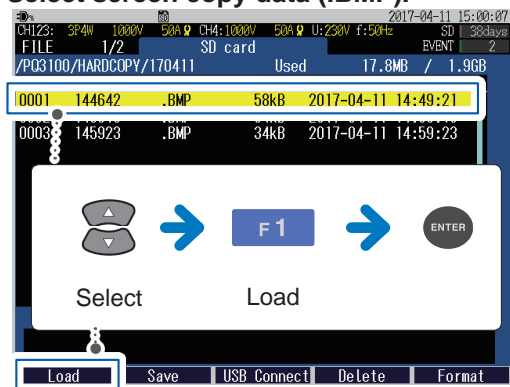 Select screen copy data (.BMP).
2017-04-11 15:00:07
CH123: 3P4W 1000V 50A CH4:1000V 50A U:230V f:50Hz SD 38days
FILE 1/2 SD card EVENT 2
/PQ3100/HARDCOPY/170411 Used 17.8MB / 1.9GB
0001 144642 .BMP 58kB 2017-04-11 14:49:21
0003 145923 .BMP 34kB 2017-04-11 14:59:23
F1
ENTER
Select Load
Load Save USB Connect Delete Format